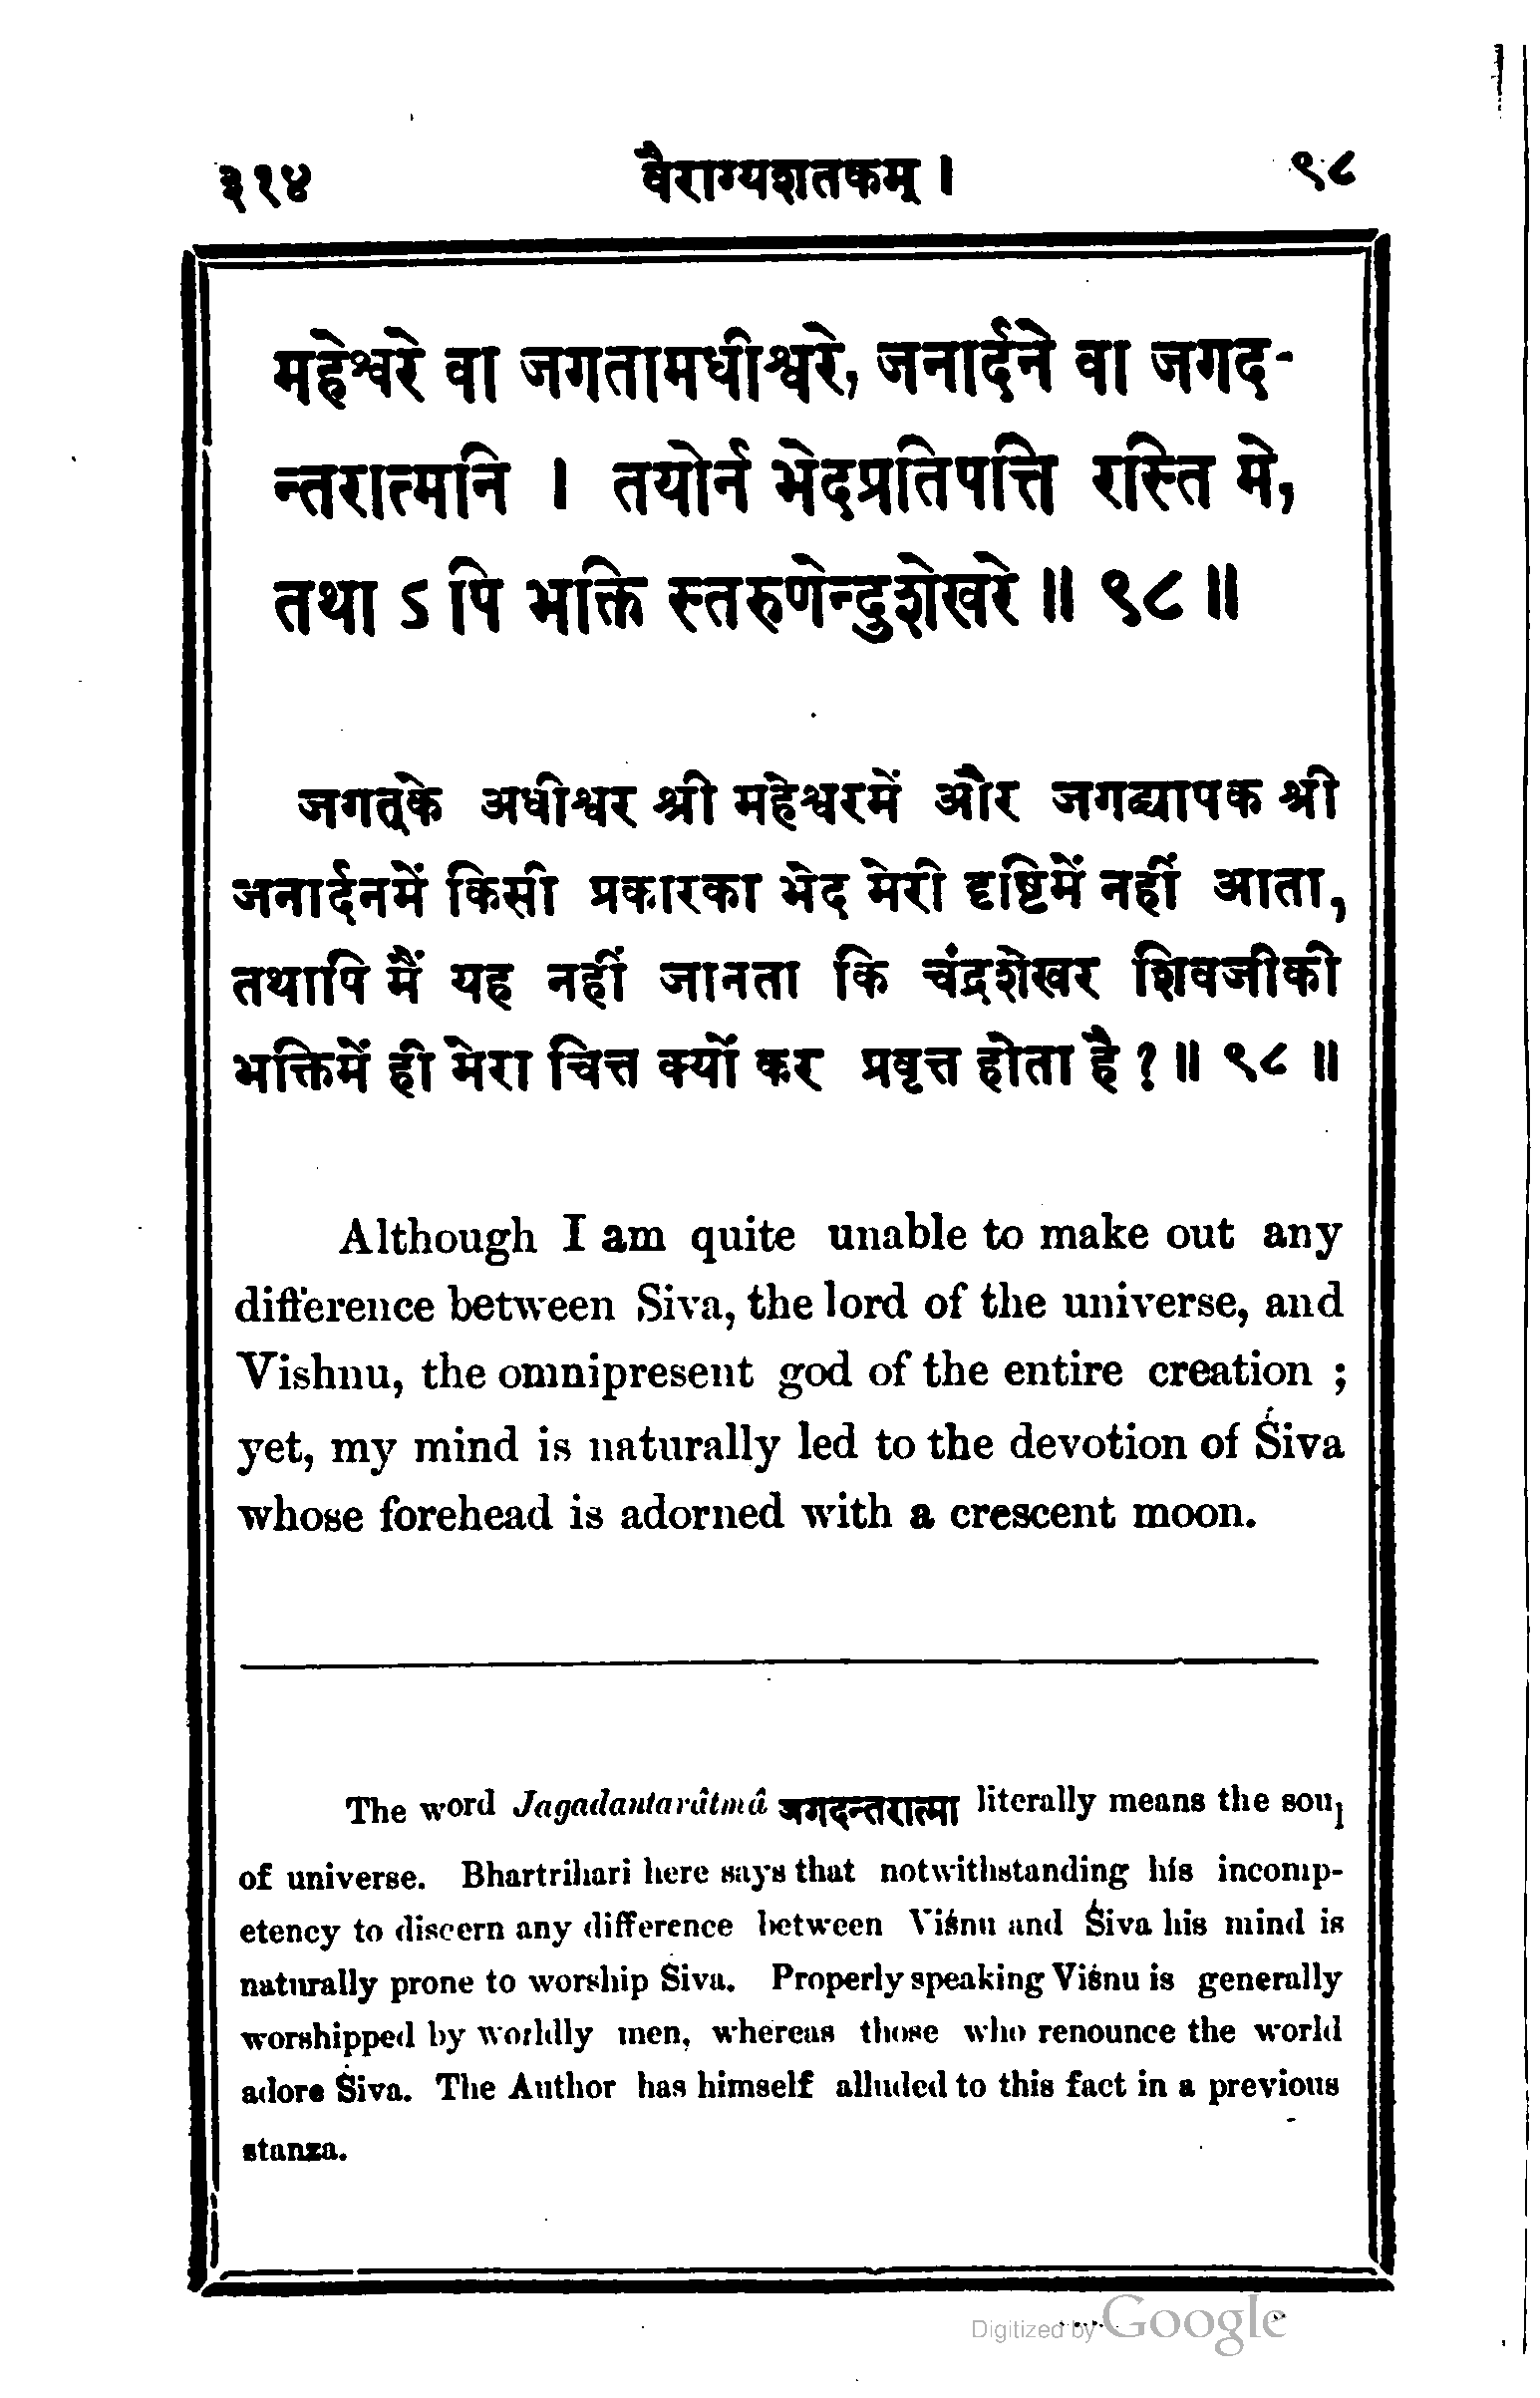 ३१४ वैराग्यशतकम् । ९८
महेश्वरे वा जगतामधीश्वरे, जनार्दने वा जगद-
न्तरात्मनि । तयोर्न भेदप्रतिपत्ति रस्ति मे,
तथा ऽ पि भक्ति स्तरुणेन्दुशेखरे ॥ ९८ ॥
जगत्के अधीश्वर श्री महेश्वरमें और जगद्यापक श्री
जनार्दनमें किसी प्रकारका भेद मेरी दृष्टिमें नहीं आता,
तथापि मैं यह नहीं जानता कि चंद्रशेखर शिवजीकी
भक्तिमें ही मेरा चित्त क्यों कर प्रवृत्त होता है ? ॥ ९८ ॥
Although I am quite unable to make out any
difference between Siva, the lord of the universe, and
Vishnu, the omnipresent god of the entire creation ;
yet, my mind is naturally led to the devotion of Śiva
whose forehead is adorned with a crescent moon.
The word Jagadantarâtmâ जगदन्तरात्मा literally means the soul
of universe. Bhartrihari here says that notwithstanding his incomp-
etency to discern any difference between Viśnu and Śiva his mind is
naturally prone to worship Śiva. Properly speaking Viśnu is generally
worshipped by worldly men, whereas those who renounce the world
adore Śiva. The Author has himself alluded to this fact in a previous
stanza.
Digitized by Google